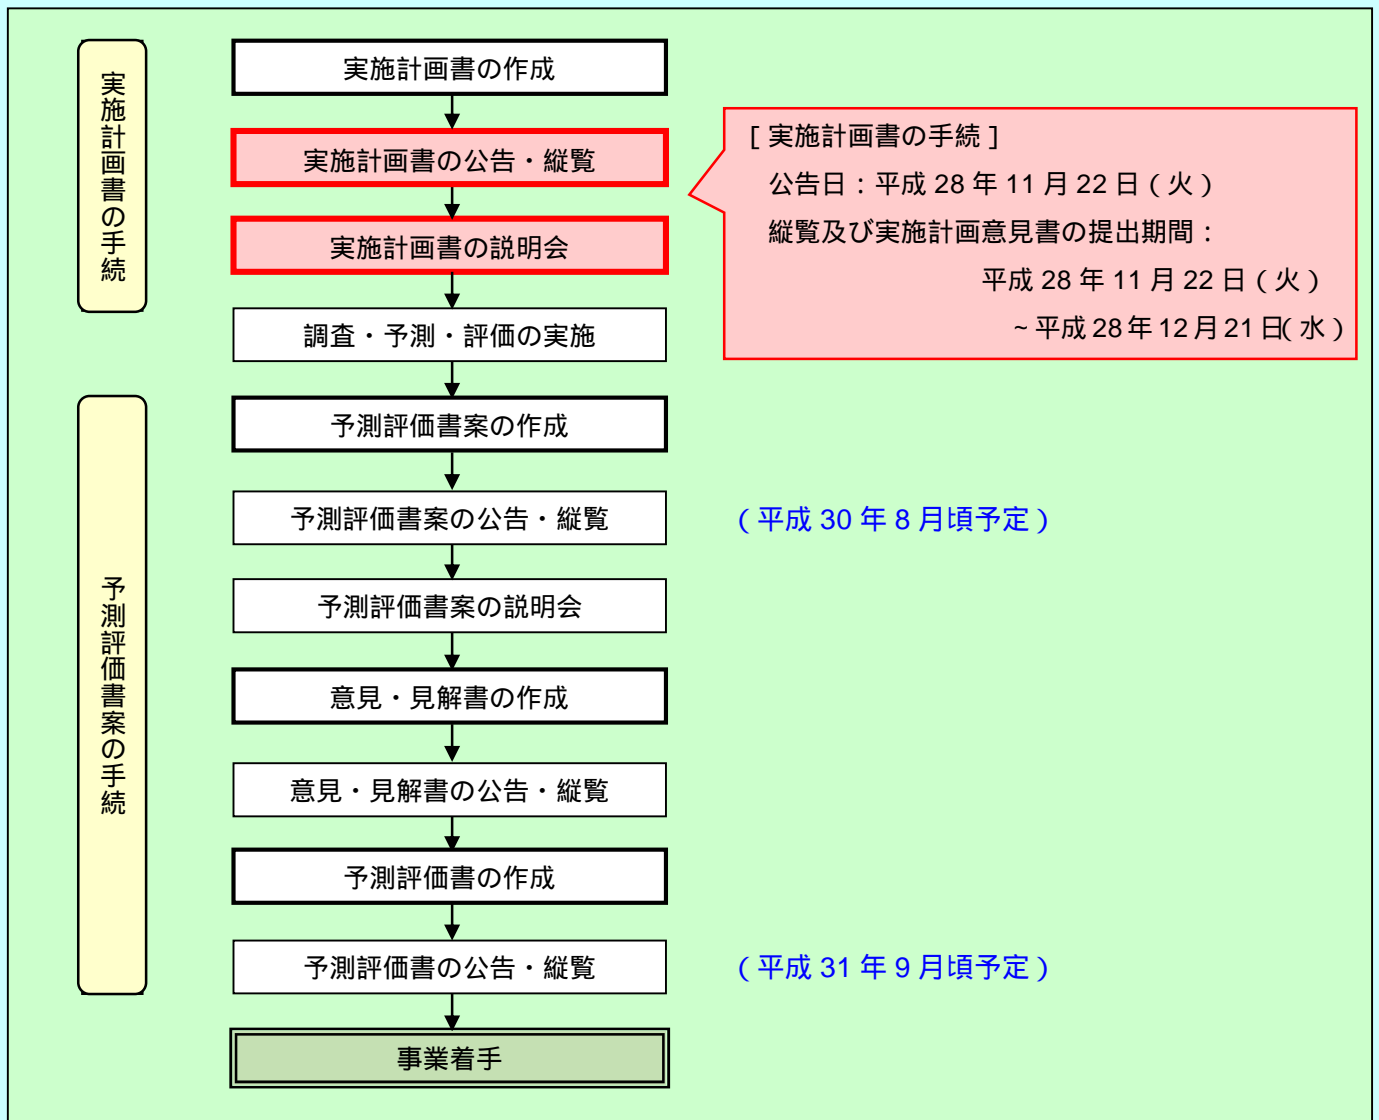 実施計画書の手続
実施計画書の作成
実施計画書の公告・縦覧
実施計画書の説明会
調査・予測・評価の実施
[ 実施計画書の手続 ]
公告日：平成 28 年 11 月 22 日 ( 火 )
縦覧及び実施計画意見書の提出期間：
平成 28 年 11 月 22 日 ( 火 )
~ 平成 28 年 12 月 21 日 ( 水 )
予測評価書案の手続
予測評価書案の作成
予測評価書案の公告・縦覧
( 平成 30 年 8 月頃予定 )
予測評価書案の説明会
意見・見解書の作成
意見・見解書の公告・縦覧
予測評価書の作成
予測評価書の公告・縦覧
( 平成 31 年 9 月頃予定 )
事業着手